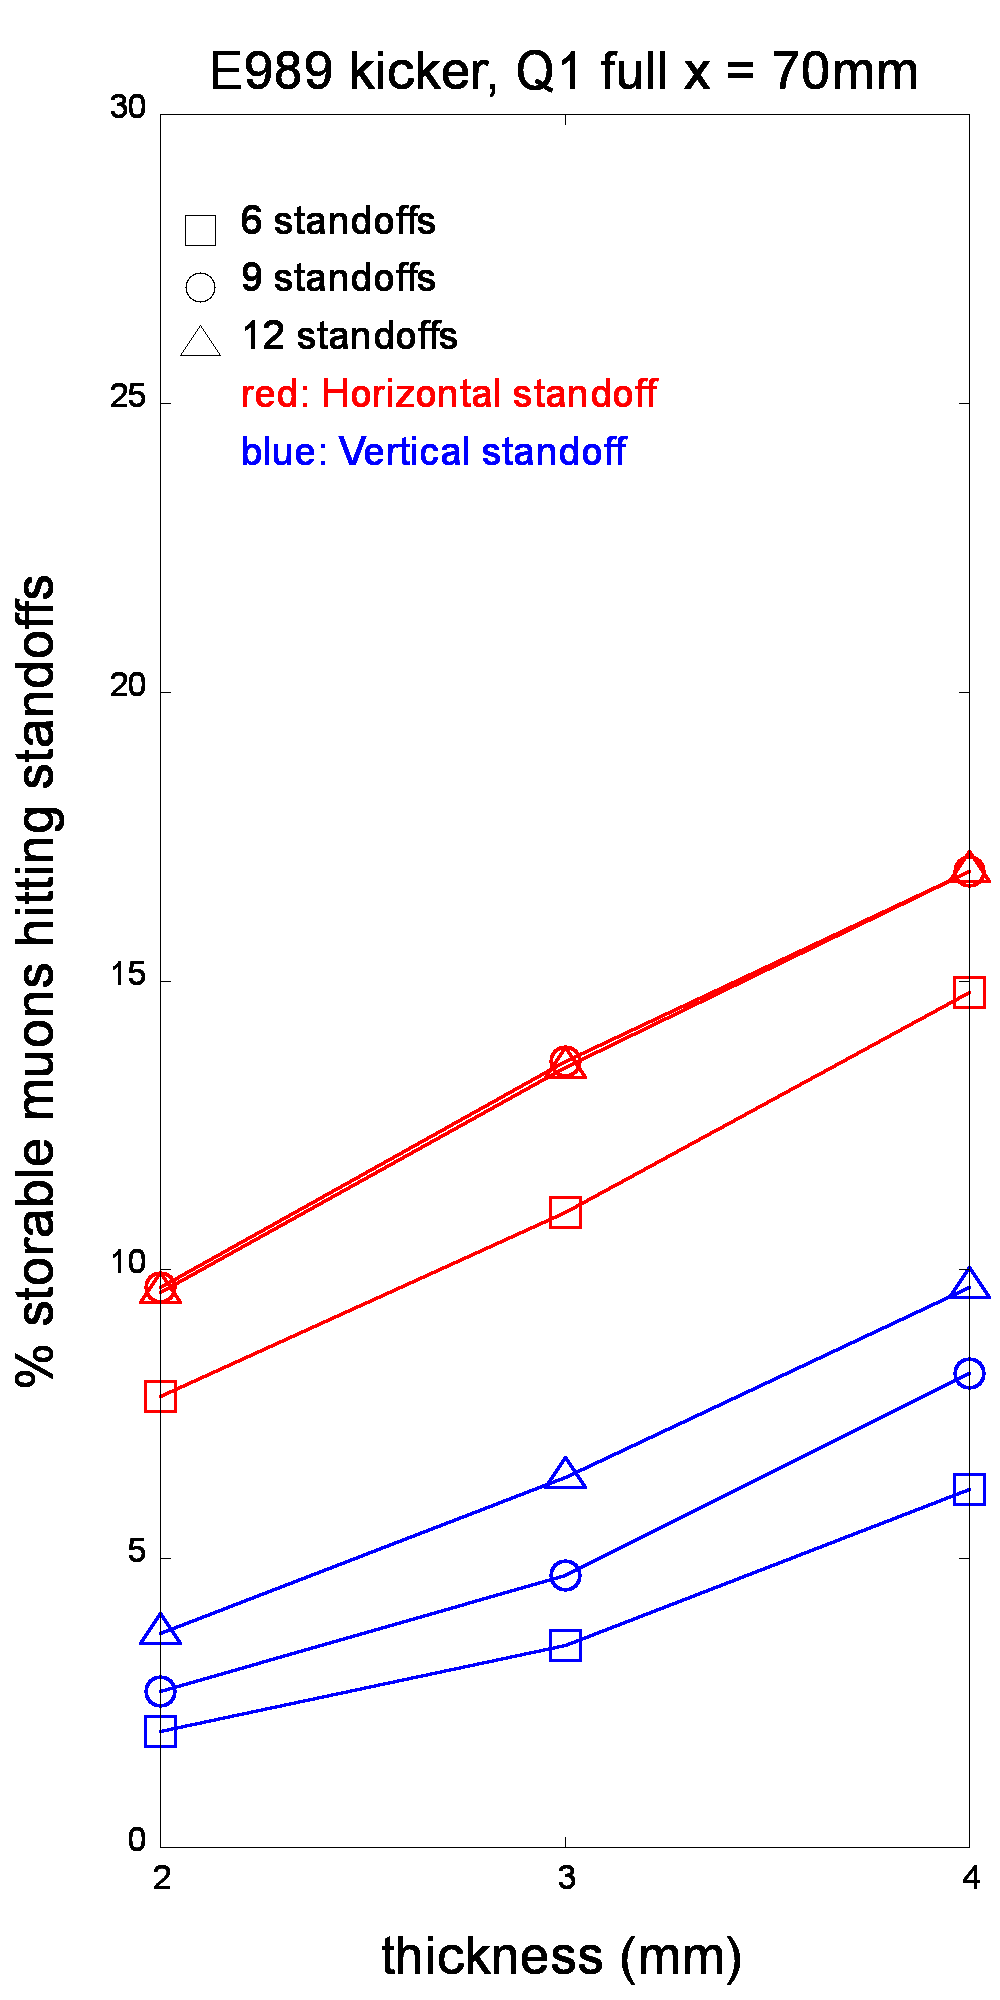 E989 kicker, Q1 full x = 70mm
30
6 standoffs
9 standoffs
12 standoffs
red: Horizontal standoff
blue: Vertical standoff
25
20
15
10
5
0
2 3 4
thickness (mm)
% storable muons hitting standoffs